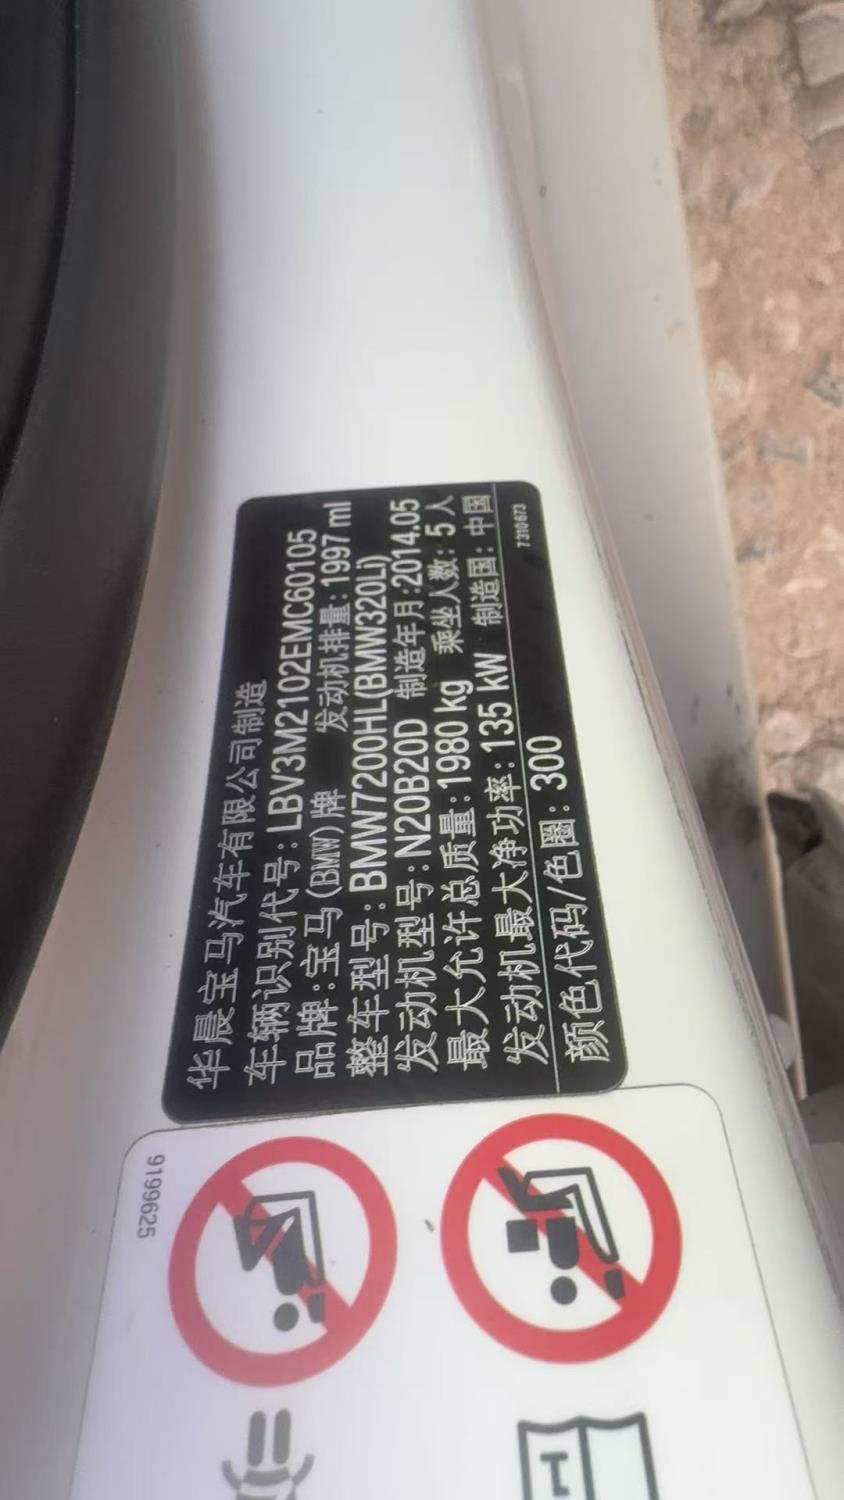 华晨宝马汽车有限公司制造
车辆识别代号：LBV3M2102EMC60105
品牌：宝马(BMW)牌 发动机排量：1997 ml
整车型号：BMW7200HL(BMW320Li)
发动机型号：N20B20D 制造年月：2014.05
最大允许总质量：1980 kg 乘坐人数：5 人
发动机最大净功率：135 kW 制造国：中国
颜色代码/色圈：300
7310673
9199625
1